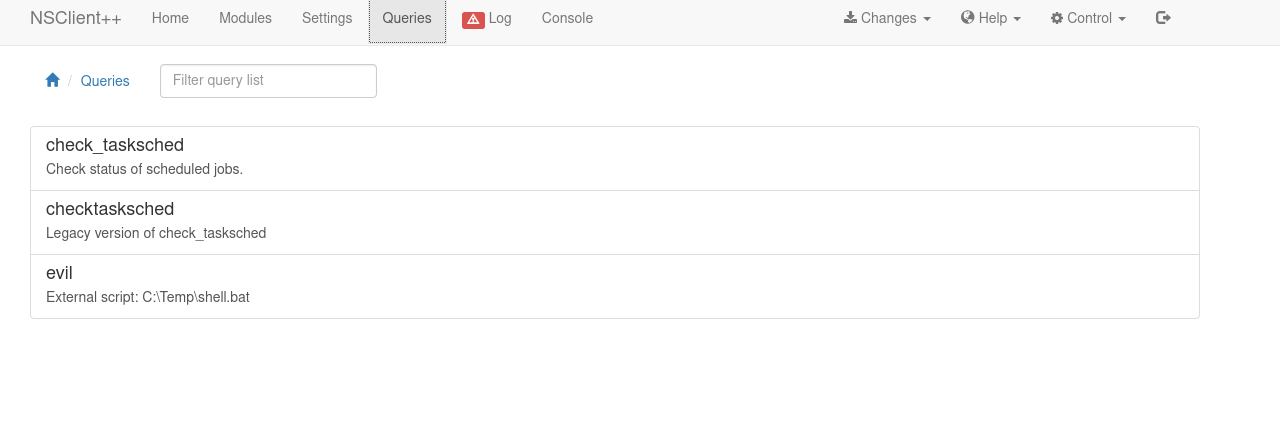 NSClient++ Home Modules Settings Queries Log Console Changes Help Control
/ Queries Filter query list
check_tasksched
Check status of scheduled jobs.
checktasksched
Legacy version of check_tasksched
evil
External script: C:\Temp\shell.bat